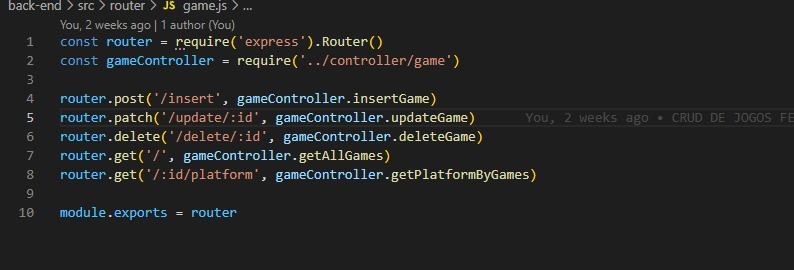 back-end > src > router > JS game.js > ...
You, 2 weeks ago | 1 author (You)
1 const router = require('express').Router()
2 const gameController = require('../controller/game')
3
4 router.post('/insert', gameController.insertGame)
5 router.patch('/update/:id', gameController.updateGame) You, 2 weeks ago • CRUD DE JOGOS FE
6 router.delete('/delete/:id', gameController.deleteGame)
7 router.get('/', gameController.getAllGames)
8 router.get('/:id/platform', gameController.getPlatformByGames)
9
10 module.exports = router